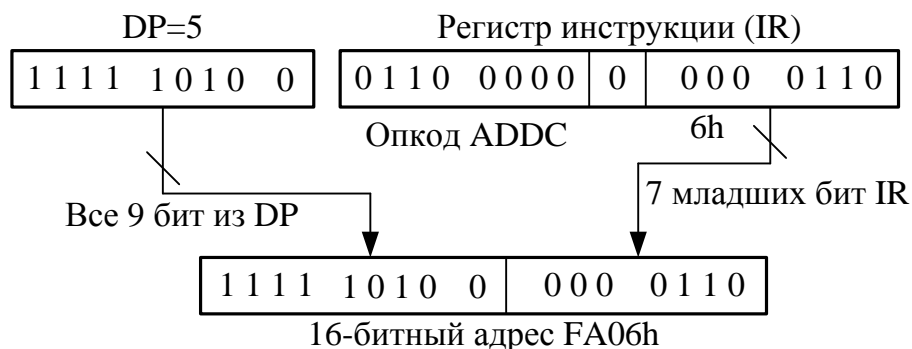 DP=5 Регистр инструкции (IR)
1111 1010 0 0110 0000 0 000 0110
Опкод ADDC 6h
Все 9 бит из DP 7 младших бит IR
1111 1010 0 000 0110
16-битный адрес FA06h